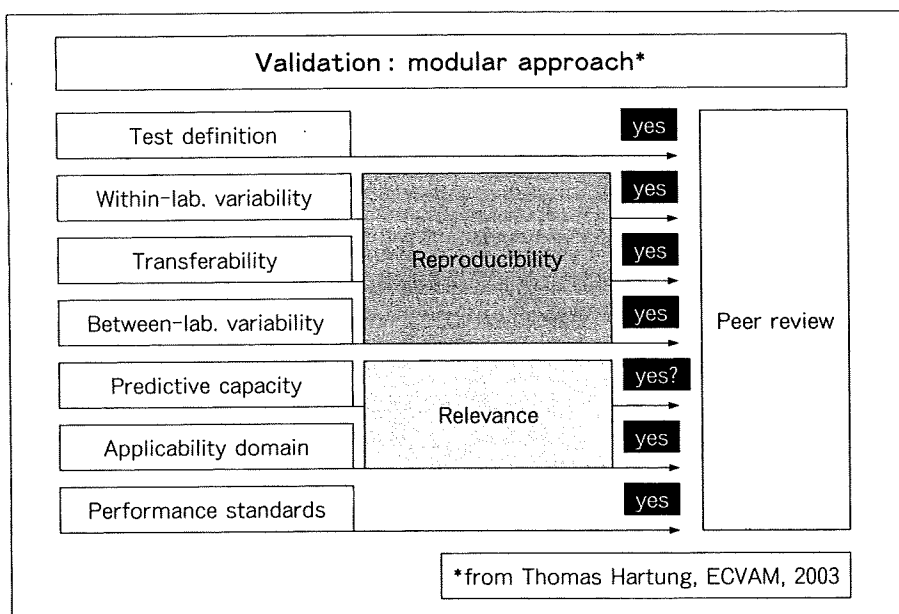 Validation : modular approach*
Test definition
yes
Within-lab. variability
yes
Transferability
Reproducibility
yes
Between-lab. variability
yes
Peer review
Predictive capacity
yes?
Relevance
Applicability domain
yes
Performance standards
yes
*from Thomas Hartung, ECVAM, 2003